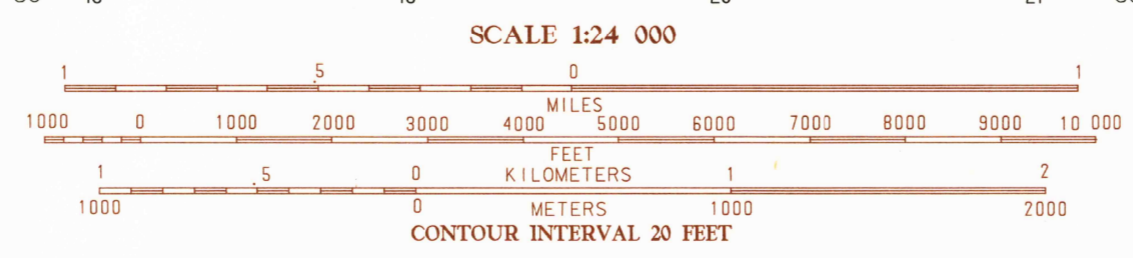 SCALE 1:24 000
1 .5 0 1
MILES
1000 0 1000 2000 3000 4000 5000 6000 7000 8000 9000 10 000
FEET
1 .5 0 KILOMETERS 1 2
1000 0 METERS 1000 2000
CONTOUR INTERVAL 20 FEET